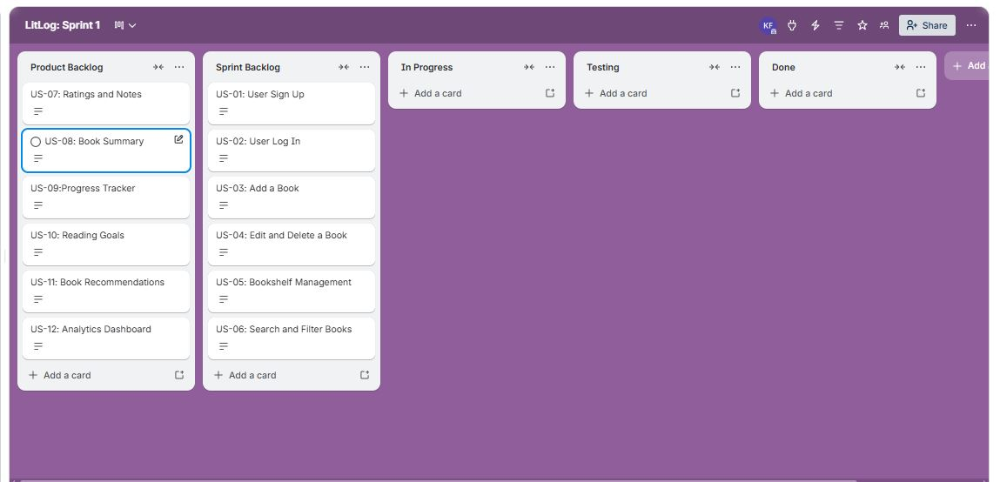 LitLog: Sprint 1
KF
Share
Product Backlog
US-07: Ratings and Notes
US-08: Book Summary
US-09:Progress Tracker
US-10: Reading Goals
US-11: Book Recommendations
US-12: Analytics Dashboard
Add a card
Sprint Backlog
US-01: User Sign Up
US-02: User Log In
US-03: Add a Book
US-04: Edit and Delete a Book
US-05: Bookshelf Management
US-06: Search and Filter Books
Add a card
In Progress
Add a card
Testing
Add a card
Done
Add a card
Add